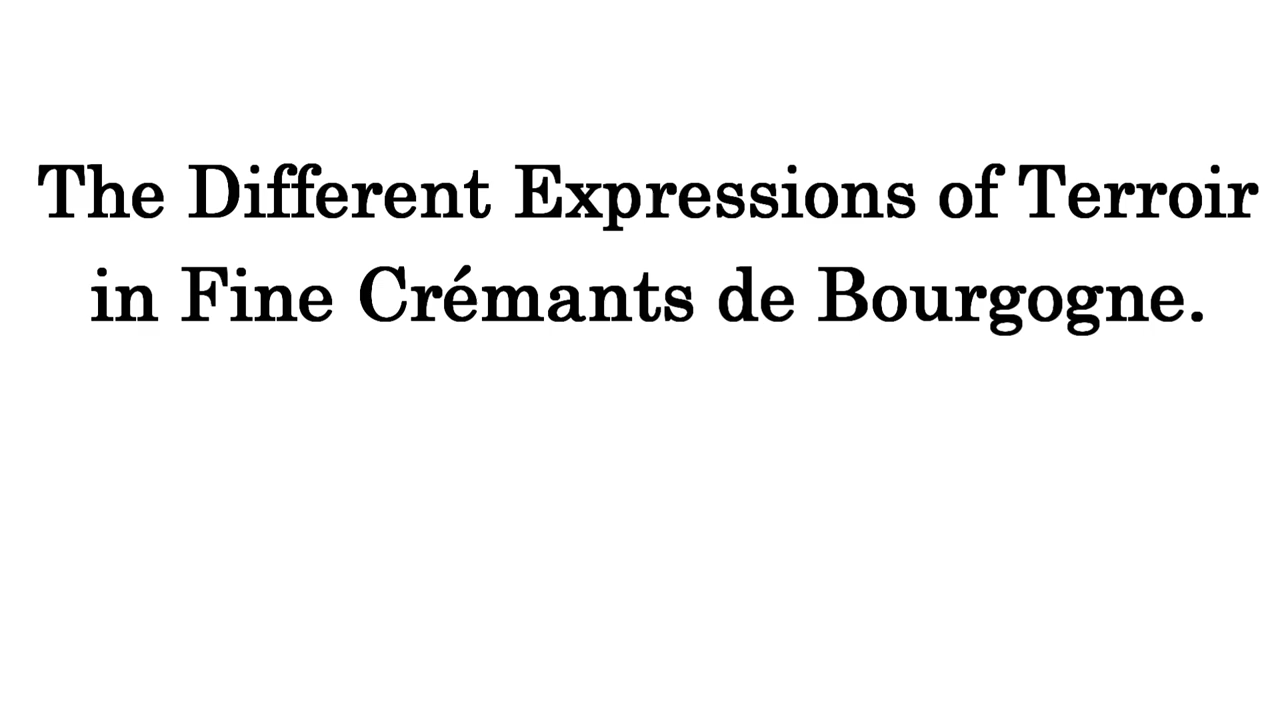 The Different Expressions of Terroir
in Fine Crémants de Bourgogne.